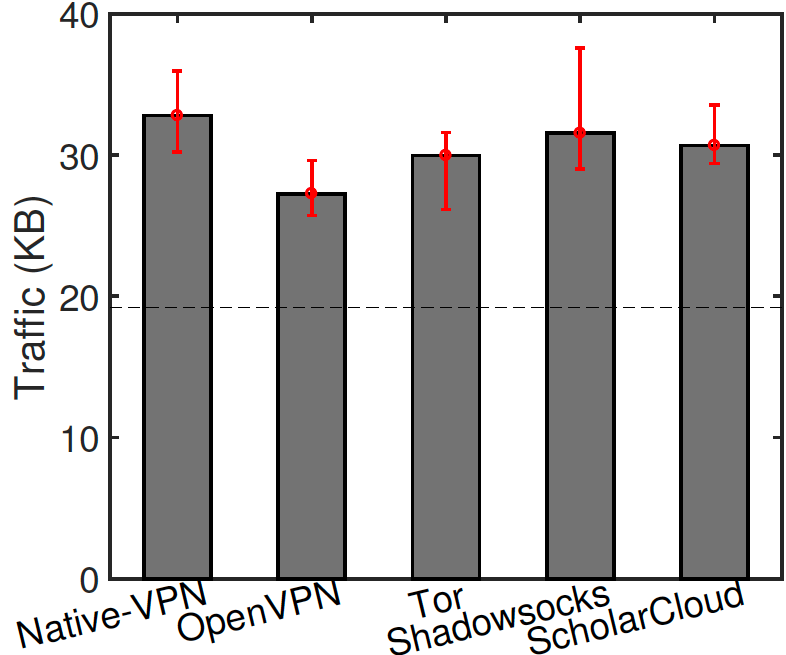 40
30
20
10
0
Traffic (KB)
Native-VPN
OpenVPN
Tor
Shadowsocks
ScholarCloud